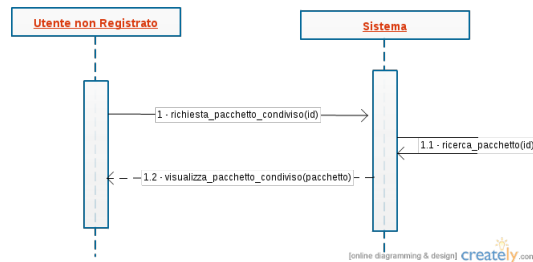 Utente non Registrato
Sistema
1 - richiesta_pacchetto_condiviso(id)
1.1 - ricerca_pacchetto(id)
1.2 - visualizza_pacchetto_condiviso(pacchetto)
[online diagramming & design] creately.com